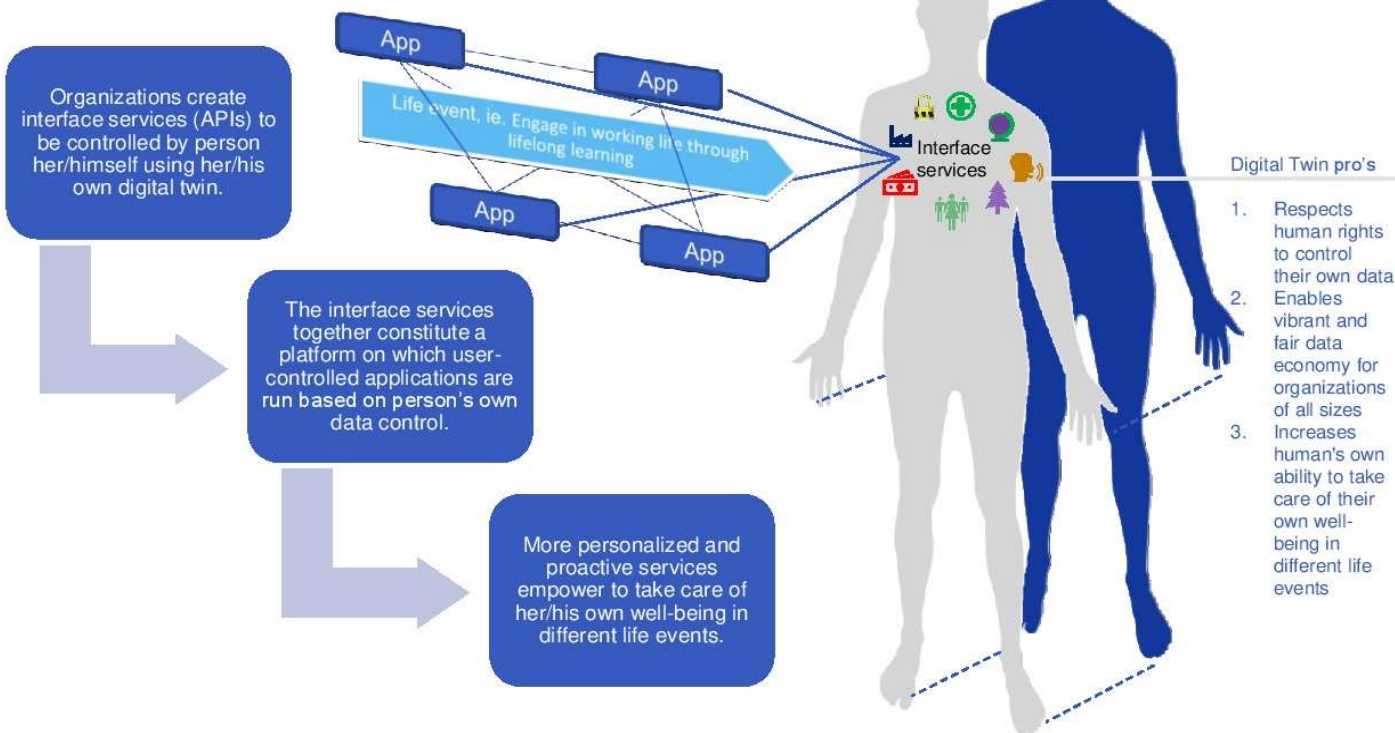 Organizations create
interface services (APIs) to
be controlled by person
her/himself using her/his
own digital twin.
App
App
Life event, ie. Engage in working life through
lifelong learning
App
App
Interface
services
The interface services
together constitute a
platform on which user-
controlled applications are
run based on person's own
data control.
More personalized and
proactive services
empower to take care of
her/his own well-being in
different life events.
Digital Twin pro's
1. Respects
human rights
to control
their own data
2. Enables
vibrant and
fair data
economy for
organizations
of all sizes
3. Increases
human's own
ability to take
care of their
own well-
being in
different life
events